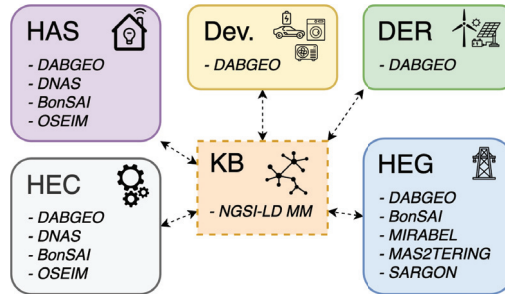 HAS
- DABGEO
- DNAS
- BonSAI
- OSEIM
Dev.
- DABGEO
DER
- DABGEO
KB
- NGSI-LD MM
HEC
- DABGEO
- DNAS
- BonSAI
- OSEIM
HEG
- DABGEO
- BonSAI
- MIRABEL
- MAS2TERING
- SARGON